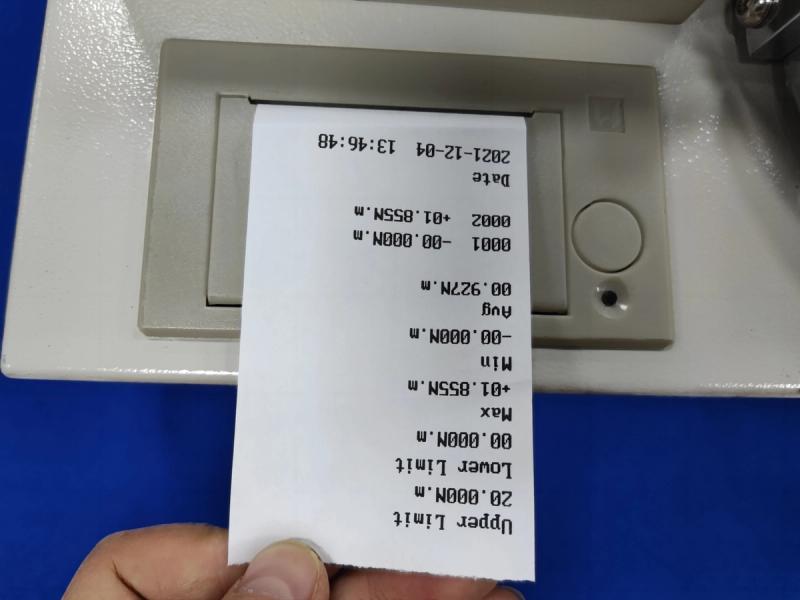 Upper Limit
20.000N.m
Lower Limit
00.000N.m
Max
+01.855N.m
Min
-00.000N.m
Avg
00.927N.m
0001 -00.000N.m
0002 +01.855N.m
Date
2021-12-04 13:46:48